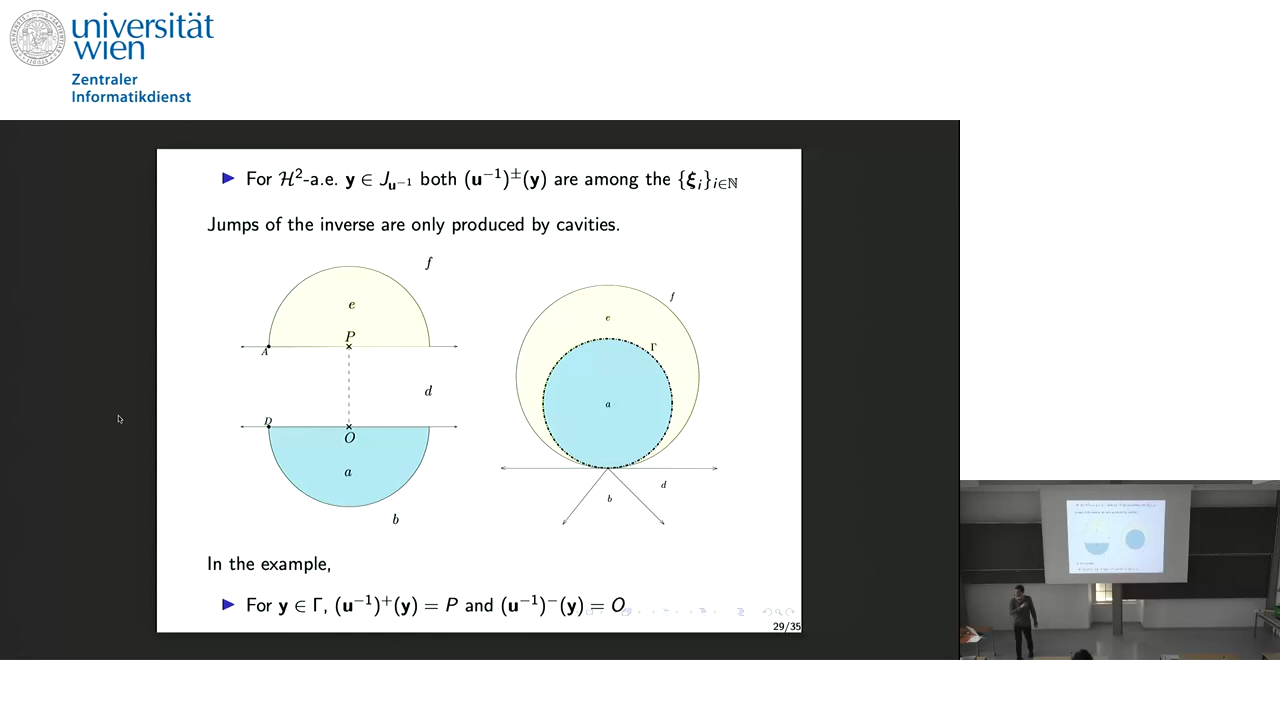 universität
wien
Zentraler
Informatikdienst
▶ For ℋ²-a.e. y ∈ J_{u⁻¹} both (u⁻¹)^±(y) are among the {ξ_i}_{i∈ℕ}
Jumps of the inverse are only produced by cavities.
f
e
P
A
d
D
O
a
b
f
e
Γ
a
d
b
In the example,
▶ For y ∈ Γ, (u⁻¹)⁺(y) = P and (u⁻¹)⁻(y) = O
29/35